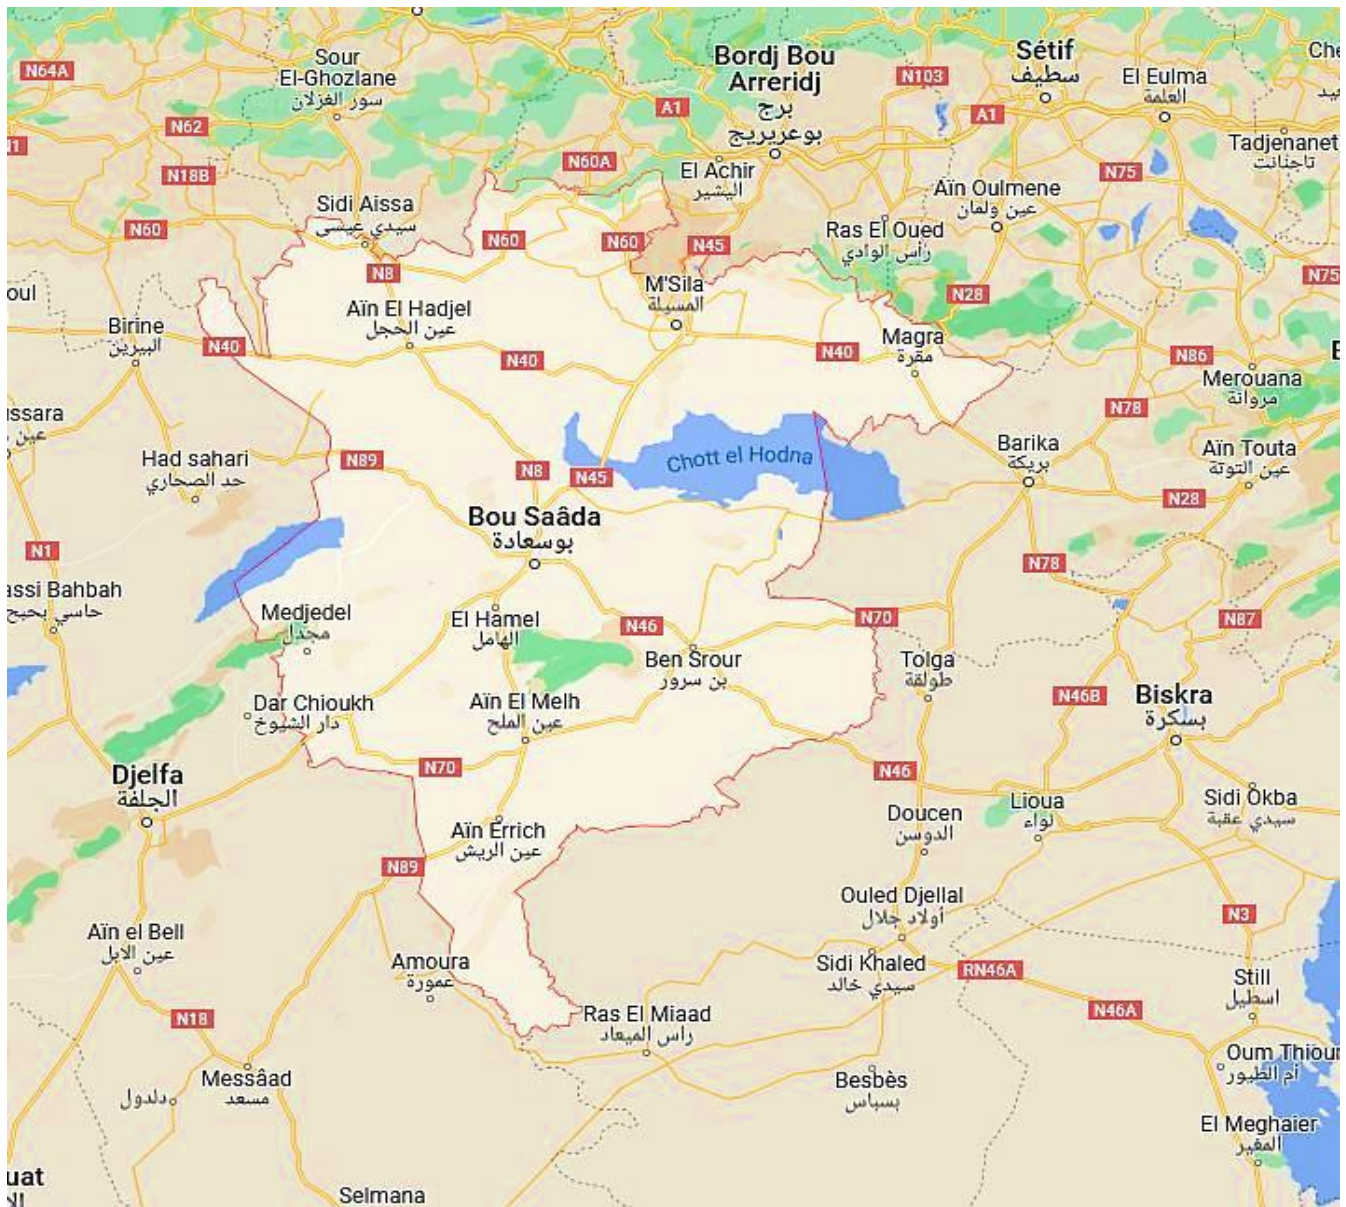 Sour
El-Ghozlane
سور الغزلان
N64A
N62
N18B
N60
Bordj Bou
Arreridj
برج
بوعريريج
A1
N60A
N103
Sétif
سطيف
A1
El Eulma
العلمة
Tadjenanet
تاجنانت
N75
El Achir
اليشير
Aïn Oulmene
عين ولمان
Sidi Aissa
سيدي عيسى
N60
N60
N45
Ras El Oued
رأس الوادي
N8
N75
N28
M'Sila
المسيلة
Aïn El Hadjel
عين الحجل
Birine
البيرين
N40
N40
N40
Magra
مقرة
N86
Merouana
مروانة
N78
Had sahari
حد الصحاري
N89
N8
N45
Chott el Hodna
Barika
بريكة
Aïn Touta
عين التوتة
N28
Bou Saâda
بوسعادة
N1
N78
Medjedel
مجدل
El Hamel
الهامل
N46
N70
N87
Ben Srour
بن سرور
Tolga
طولقة
N46B
Biskra
بسكرة
Dar Chioukh
دار الشيوخ
Aïn El Melh
عين الملح
N70
N46
Djelfa
الجلفة
Aïn Errich
عين الريش
Doucen
الدوسن
Lioua
لواء
Sidi Okba
سيدي عقبة
N89
Ouled Djellal
أولاد جلال
N3
Aïn el Bell
عين الابل
Amoura
عمورة
Sidi Khaled
سيدي خالد
RN46A
Still
اسطيل
N18
Ras El Miaad
راس الميعاد
N46A
Messâad
مسعد
دلدول
Besbès
بسباس
Oum Thiour
أم الطيور
El Meghaier
المغير
Selmana